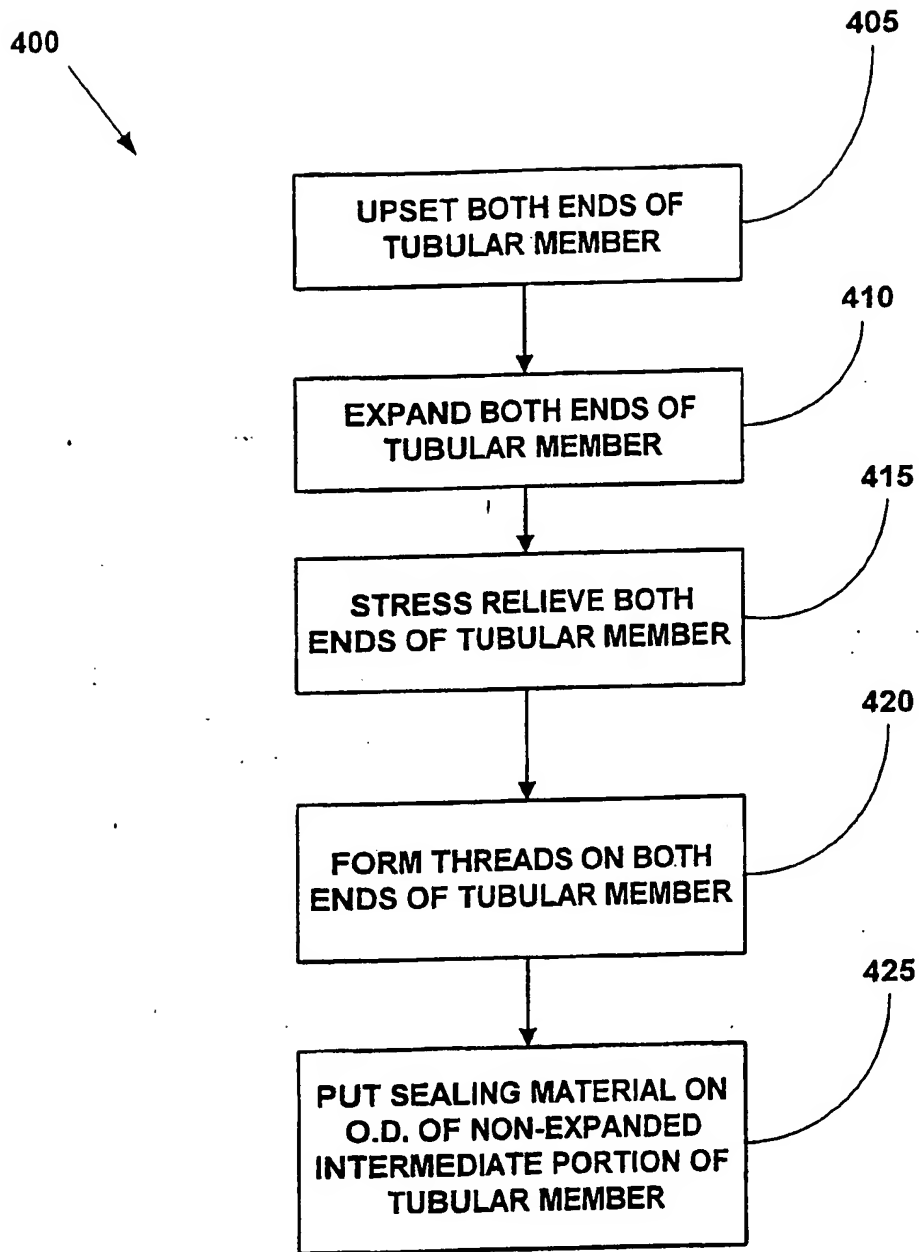 400
405
UPSET BOTH ENDS OF
TUBULAR MEMBER
410
EXPAND BOTH ENDS OF
TUBULAR MEMBER
415
STRESS RELIEVE BOTH
ENDS OF TUBULAR MEMBER
420
FORM THREADS ON BOTH
ENDS OF TUBULAR MEMBER
425
PUT SEALING MATERIAL ON
O.D. OF NON-EXPANDED
INTERMEDIATE PORTION OF
TUBULAR MEMBER